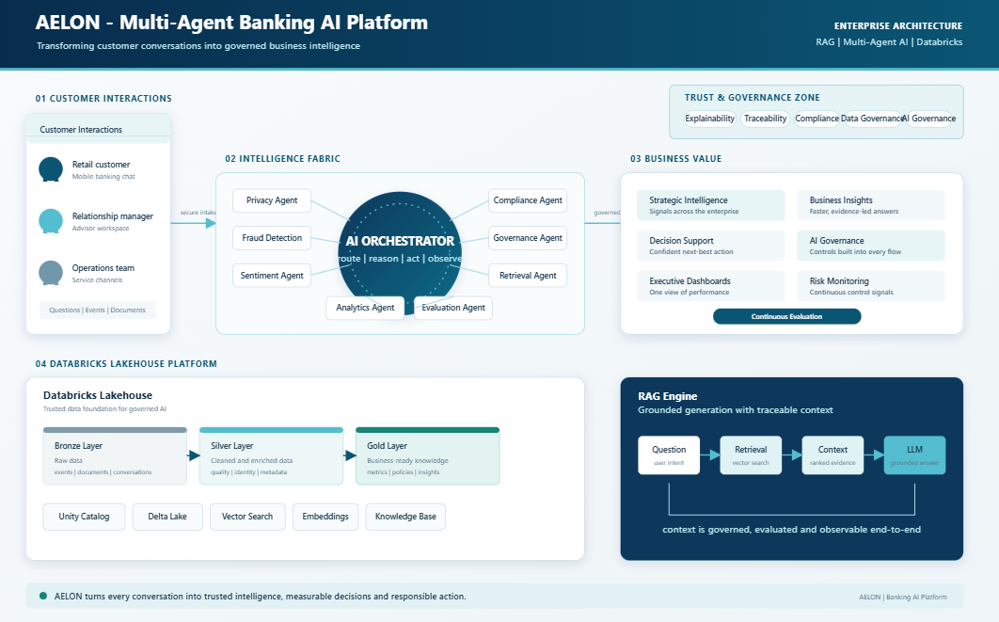 AELON - Multi-Agent Banking AI Platform
Transforming customer conversations into governed business intelligence
ENTERPRISE ARCHITECTURE
RAG | Multi-Agent AI | Databricks
01 CUSTOMER INTERACTIONS
Customer Interactions
Retail customer
Mobile banking chat
Relationship manager
Advisor workspace
Operations team
Service channels
Questions | Events | Documents
secure intake
TRUST & GOVERNANCE ZONE
Explainability
Traceability
Compliance
Data Governance
AI Governance
02 INTELLIGENCE FABRIC
Privacy Agent
Fraud Detection
Sentiment Agent
AI ORCHESTRATOR
route | reason | act | observe
Compliance Agent
Governance Agent
Retrieval Agent
Analytics Agent
Evaluation Agent
governed
03 BUSINESS VALUE
Strategic Intelligence
Signals across the enterprise
Business Insights
Faster, evidence-led answers
Decision Support
Confident next-best action
AI Governance
Controls built into every flow
Executive Dashboards
One view of performance
Risk Monitoring
Continuous control signals
Continuous Evaluation
04 DATABRICKS LAKEHOUSE PLATFORM
Databricks Lakehouse
Trusted data foundation for governed AI
Bronze Layer
Raw data
events | documents | conversations
Silver Layer
Cleaned and enriched data
quality | identity | metadata
Gold Layer
Business-ready knowledge
metrics | policies | insights
Unity Catalog
Delta Lake
Vector Search
Embeddings
Knowledge Base
RAG Engine
Grounded generation with traceable context
Question
user intent
Retrieval
vector search
Context
ranked evidence
LLM
grounded answer
context is governed, evaluated and observable end-to-end
AELON turns every conversation into trusted intelligence, measurable decisions and responsible action.
AELON | Banking AI Platform